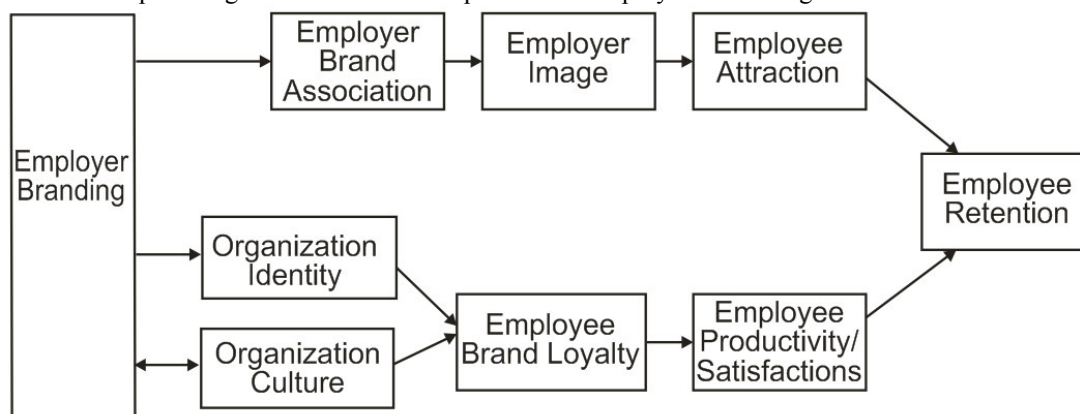 Employer
Brand
Association
Employer
Image
Employee
Attraction
Employer
Branding
Employee
Retention
Organization
Identity
Organization
Culture
Employee
Brand Loyalty
Employee
Productivity/
Satisfactions